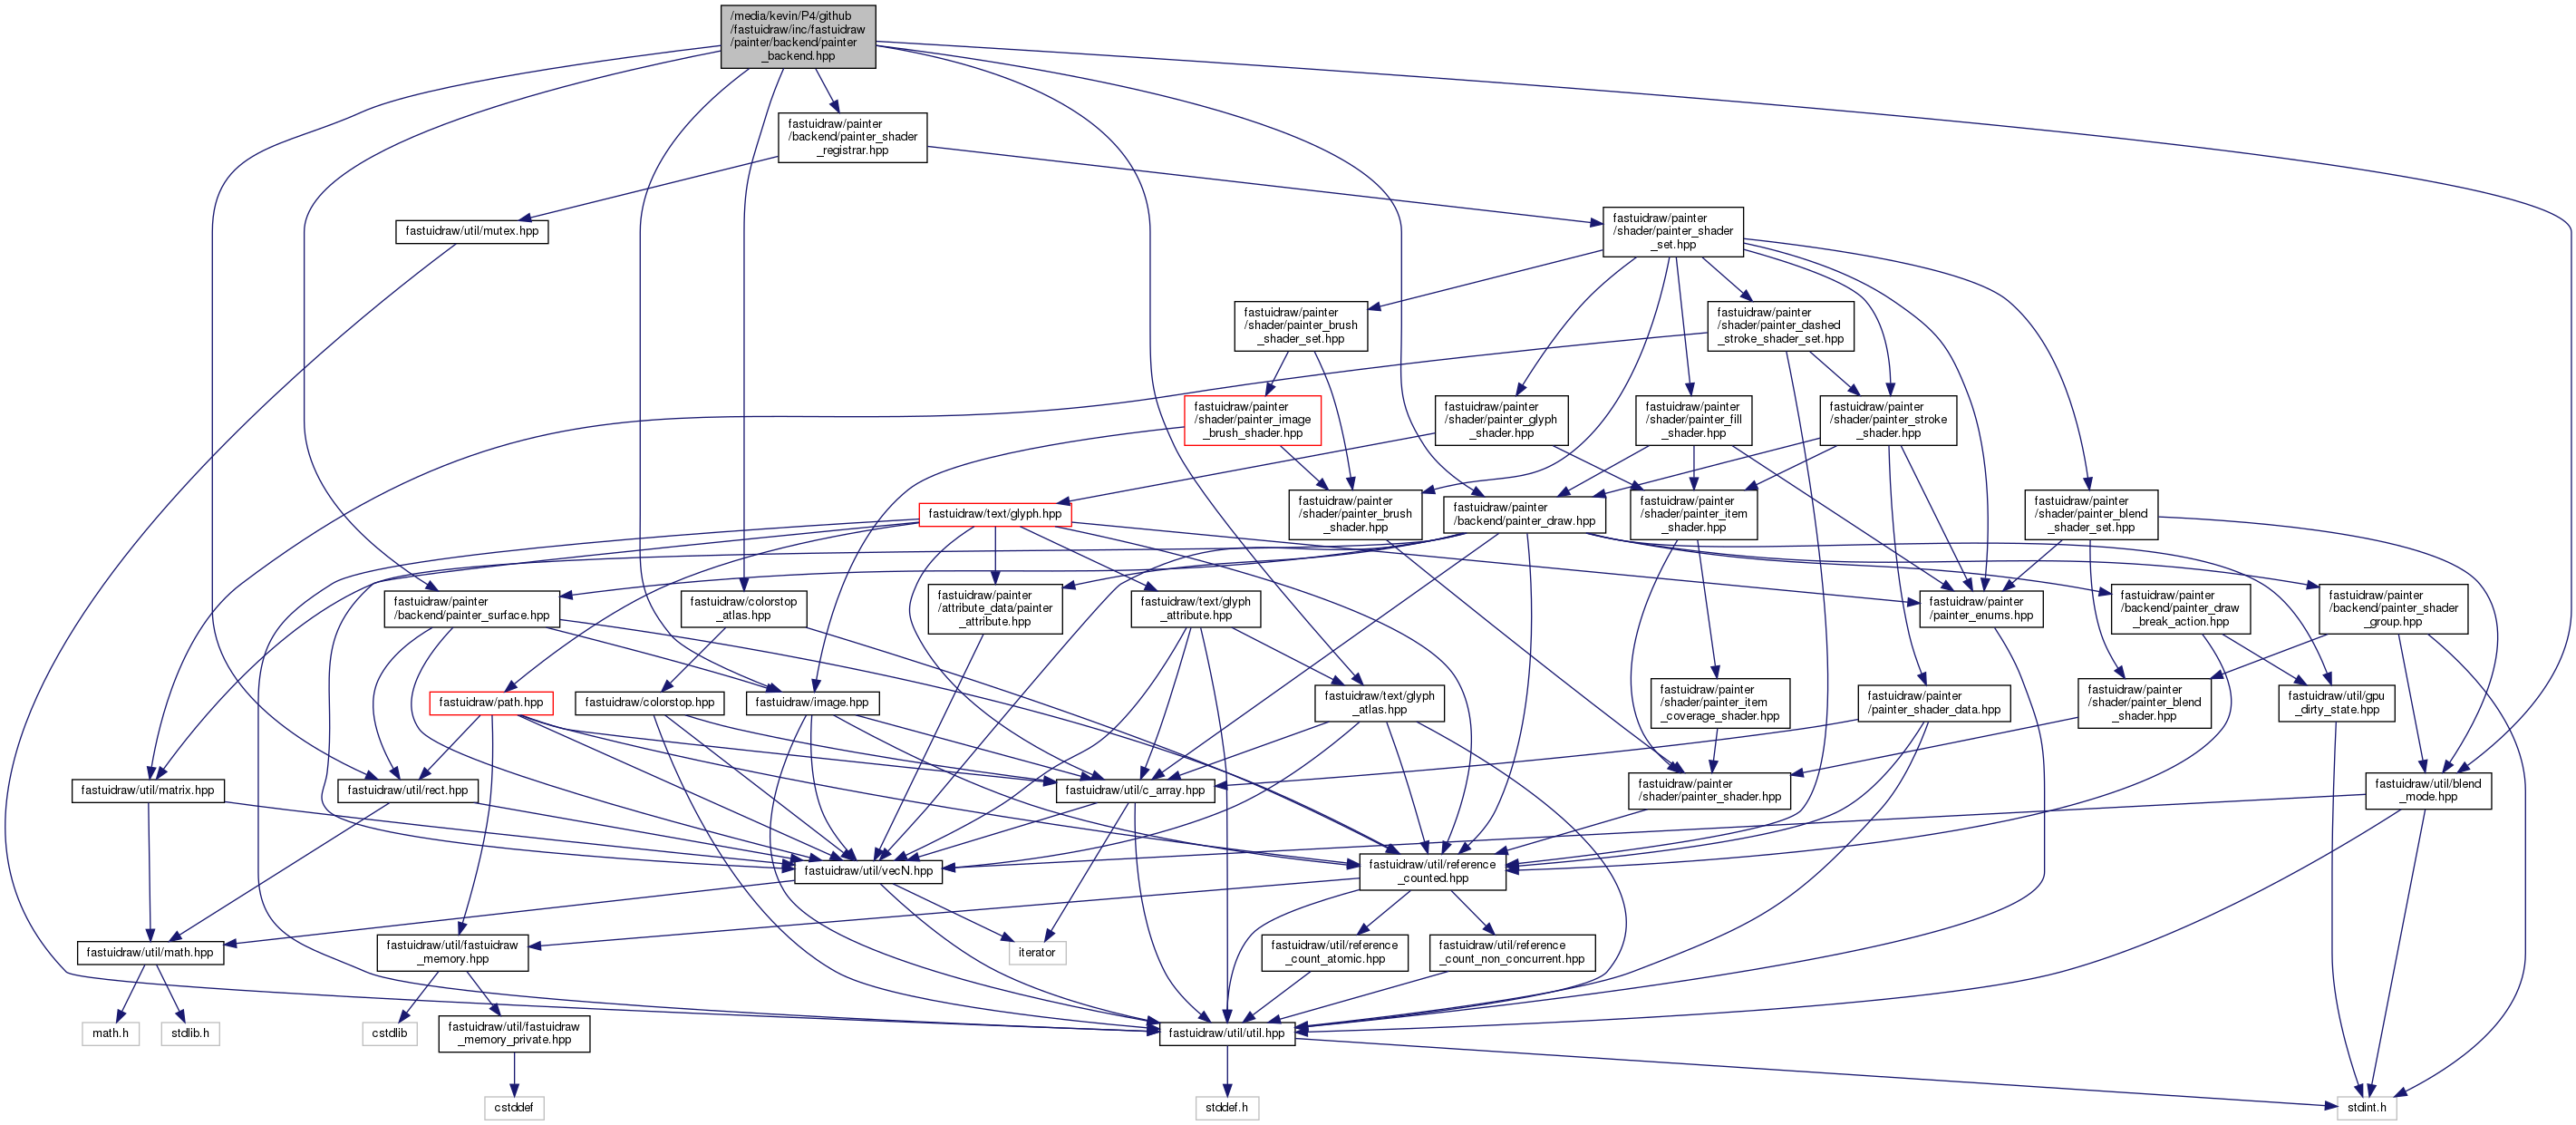 /media/kevin/P4/github
/fastuidraw/inc/fastuidraw
/painter/backend/painter
_backend.hpp
fastuidraw/painter
/backend/painter_shader
_registrar.hpp
fastuidraw/util/mutex.hpp
fastuidraw/painter
/shader/painter_shader
_set.hpp
fastuidraw/painter
/shader/painter_brush
_shader_set.hpp
fastuidraw/painter
/shader/painter_dashed
_stroke_shader_set.hpp
fastuidraw/painter
/shader/painter_image
_brush_shader.hpp
fastuidraw/painter
/shader/painter_glyph
_shader.hpp
fastuidraw/painter
/shader/painter_fill
_shader.hpp
fastuidraw/painter
/shader/painter_stroke
_shader.hpp
fastuidraw/text/glyph.hpp
fastuidraw/painter
/shader/painter_brush
_shader.hpp
fastuidraw/painter
/backend/painter_draw.hpp
fastuidraw/painter
/shader/painter_item
_shader.hpp
fastuidraw/painter
/shader/painter_blend
_shader_set.hpp
fastuidraw/painter
/backend/painter_surface.hpp
fastuidraw/colorstop
_atlas.hpp
fastuidraw/painter
/attribute_data/painter
_attribute.hpp
fastuidraw/text/glyph
_attribute.hpp
fastuidraw/painter
/painter_enums.hpp
fastuidraw/painter
/backend/painter_draw
_break_action.hpp
fastuidraw/painter
/backend/painter_shader
_group.hpp
fastuidraw/path.hpp
fastuidraw/colorstop.hpp
fastuidraw/image.hpp
fastuidraw/text/glyph
_atlas.hpp
fastuidraw/painter
/shader/painter_item
_coverage_shader.hpp
fastuidraw/painter
/painter_shader_data.hpp
fastuidraw/painter
/shader/painter_blend
_shader.hpp
fastuidraw/util/gpu
_dirty_state.hpp
fastuidraw/util/matrix.hpp
fastuidraw/util/rect.hpp
fastuidraw/util/c_array.hpp
fastuidraw/painter
/shader/painter_shader.hpp
fastuidraw/util/blend
_mode.hpp
fastuidraw/util/vecN.hpp
fastuidraw/util/reference
_counted.hpp
fastuidraw/util/math.hpp
fastuidraw/util/fastuidraw
_memory.hpp
iterator
fastuidraw/util/reference
_count_atomic.hpp
fastuidraw/util/reference
_count_non_concurrent.hpp
math.h
stdlib.h
cstdlib
fastuidraw/util/fastuidraw
_memory_private.hpp
fastuidraw/util/util.hpp
cstddef
stddef.h
stdint.h